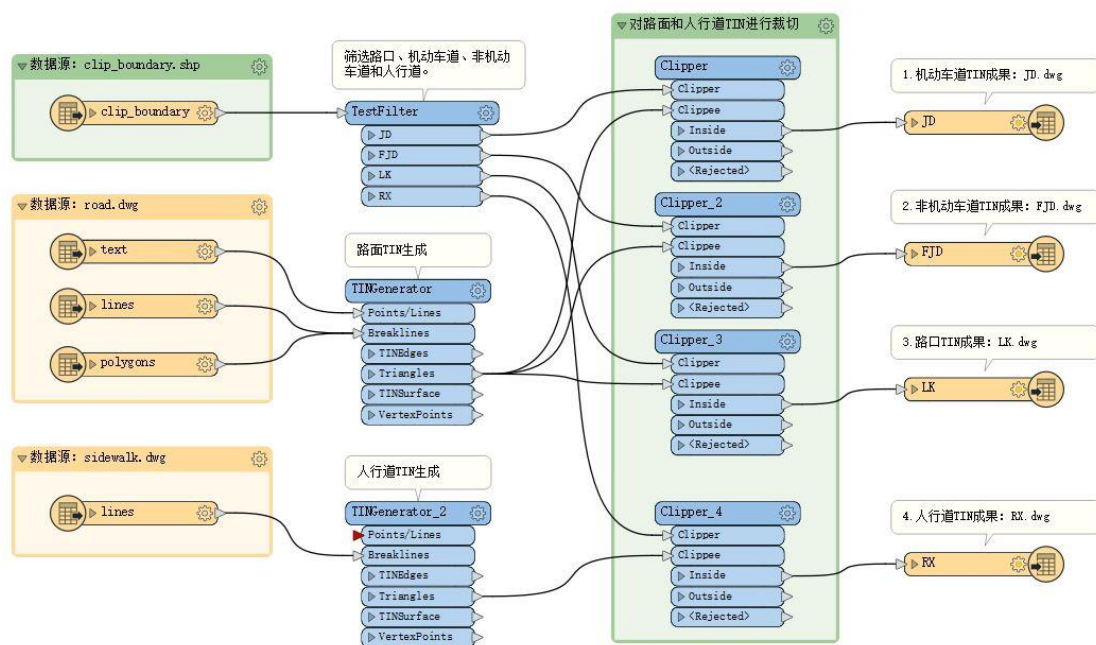 数据源: clip_boundary.shp
clip_boundary
数据源: road.dwg
text
lines
polygons
数据源: sidewalk.dwg
lines
筛选路口、机动车道、非机动
车道和人行道。
TestFilter
JD
FJD
LK
RX
路面TIN生成
TINGenerator
Points/Lines
Breaklines
TINEdges
Triangles
TINSurface
VertexPoints
人行道TIN生成
TINGenerator_2
Points/Lines
Breaklines
TINEdges
Triangles
TINSurface
VertexPoints
对路面和人行道TIN进行裁切
Clipper
Clipper
Clippee
Inside
Outside
<Rejected>
Clipper_2
Clipper
Clippee
Inside
Outside
<Rejected>
Clipper_3
Clipper
Clippee
Inside
Outside
<Rejected>
Clipper_4
Clipper
Clippee
Inside
Outside
<Rejected>
1.机动车道TIN成果: JD.dwg
JD
2.非机动车道TIN成果: FJD.dwg
FJD
3.路口TIN成果: LK.dwg
LK
4.人行道TIN成果: RX.dwg
RX